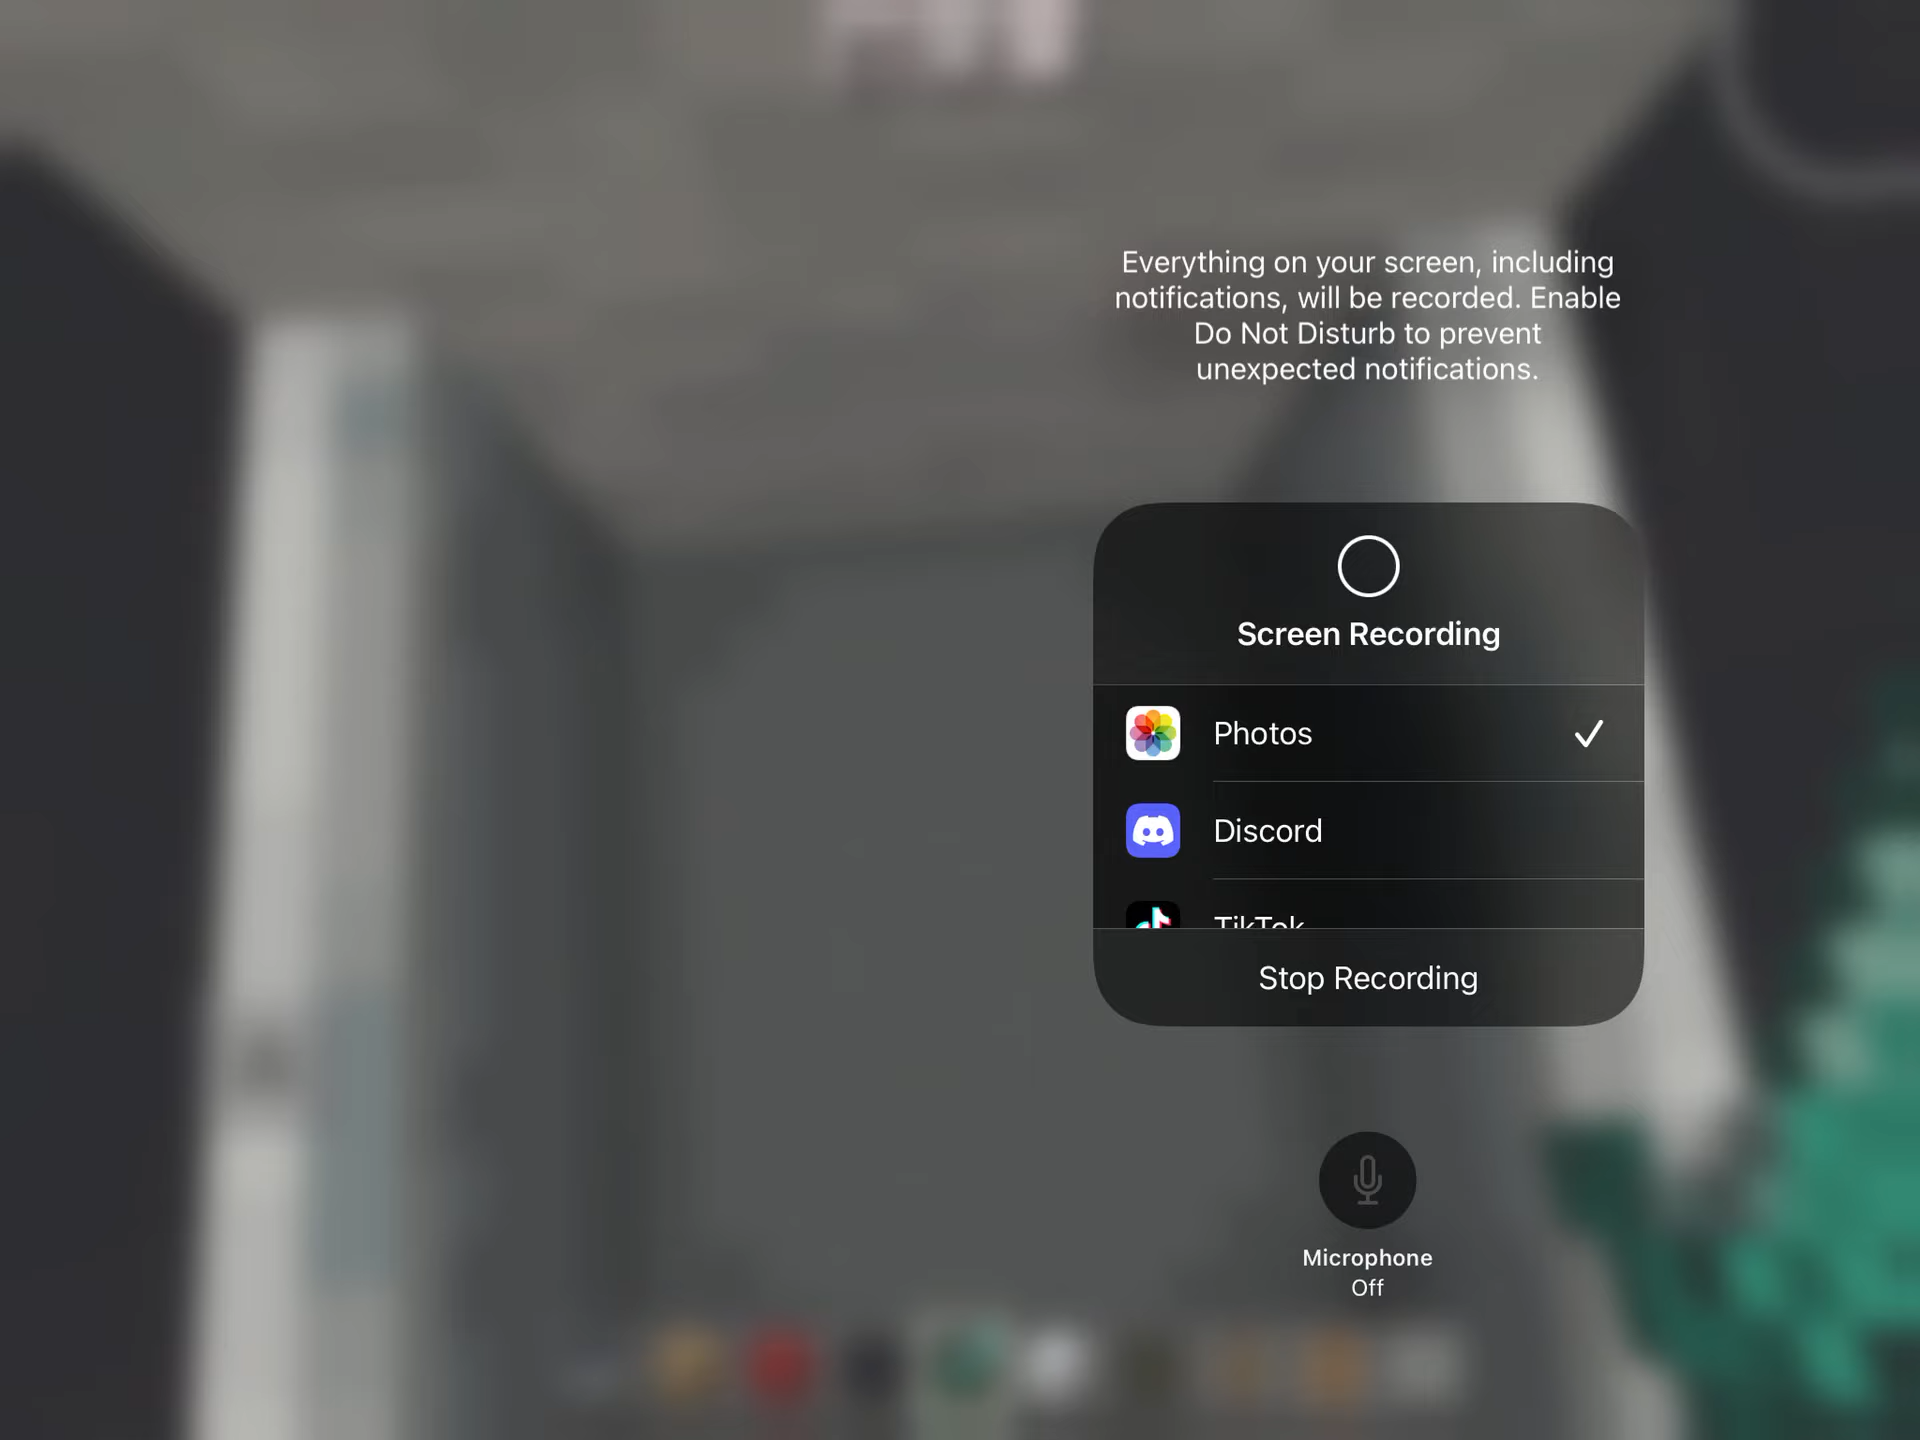 Everything on your screen, including
notifications, will be recorded. Enable
Do Not Disturb to prevent
unexpected notifications.
Screen Recording
Photos
Discord
TikTok
Stop Recording
Microphone
Off